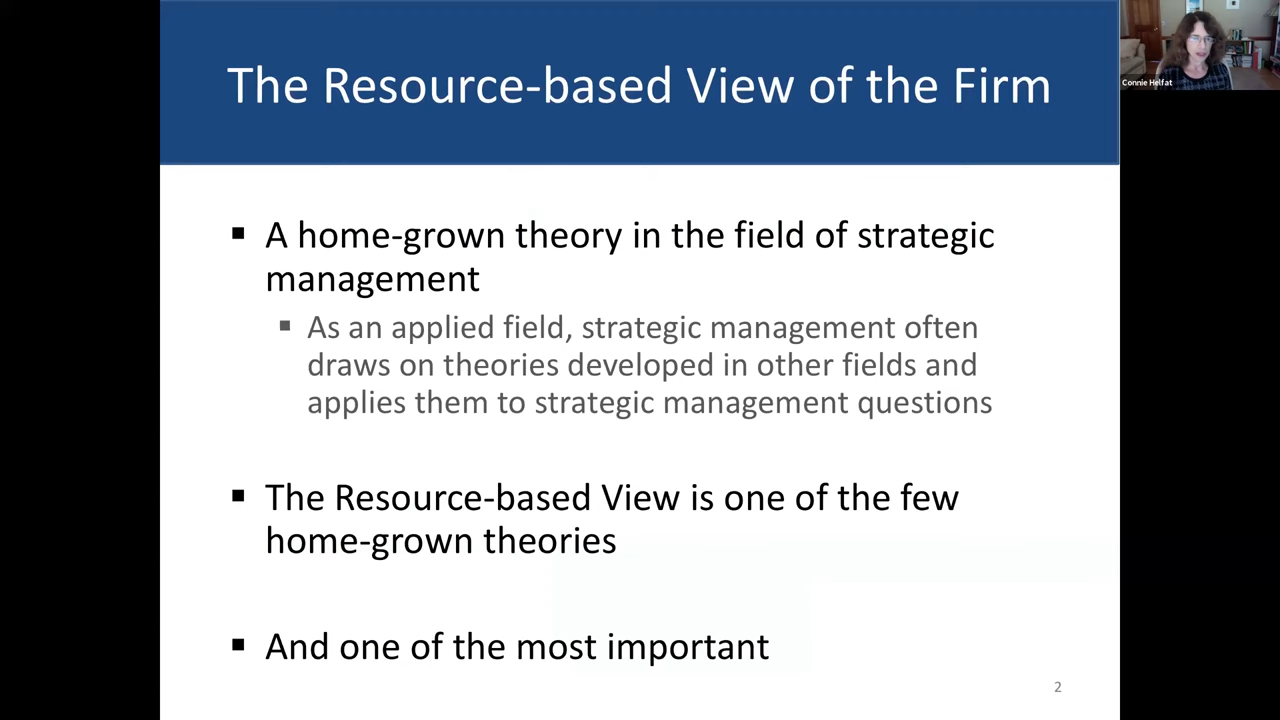 The Resource-based View of the Firm
Connie Helfat
▪ A home-grown theory in the field of strategic
management
▪ As an applied field, strategic management often
draws on theories developed in other fields and
applies them to strategic management questions
▪ The Resource-based View is one of the few
home-grown theories
▪ And one of the most important
2